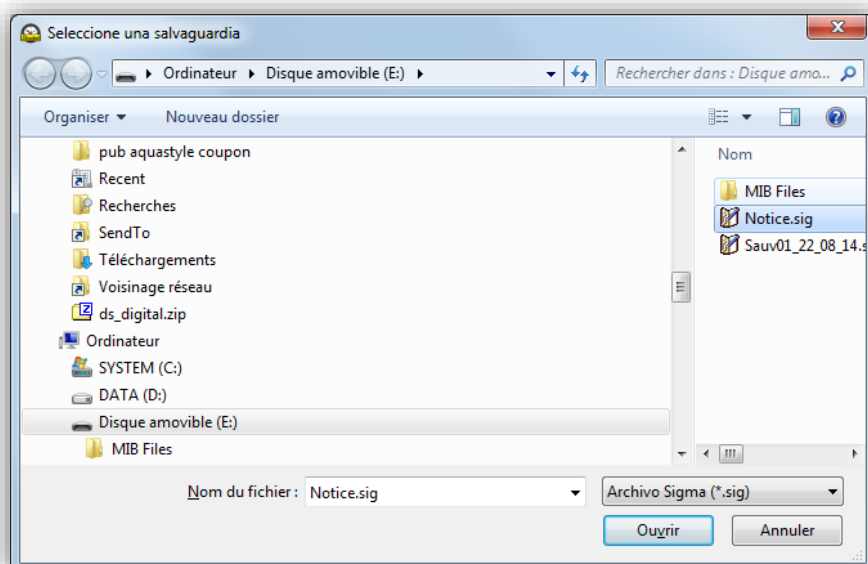 Seleccione una salvaguardia
Ordinateur Disque amovible (E:)
Rechercher dans : Disque amo...
Organiser Nouveau dossier
pub aquastyle coupon
Recent
Recherches
SendTo
Téléchargements
Voisinage réseau
ds_digital.zip
Ordinateur
SYSTEM (C:)
DATA (D:)
Disque amovible (E:)
MIB Files
Nom
MIB Files
Notice.sig
Sauv01_22_08_14.s
Nom du fichier : Notice.sig
Archivo Sigma (*.sig)
Ouvrir Annuler